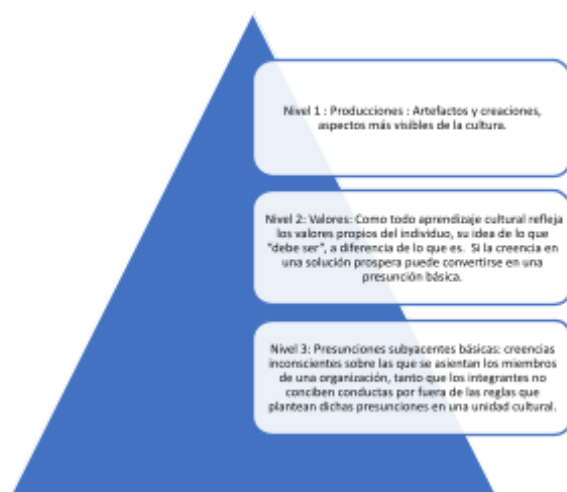 Nivel 1 : Producciones : Artefactos y creaciones,
aspectos más visibles de la cultura.
Nivel 2: Valores: Como todo aprendizaje cultural refleja
los valores propios del individuo, su idea de lo que
"debe ser", a diferencia de lo que es. Si la creencia en
una solución prospera puede convertirse en una
presunción básica.
Nivel 3: Presunciones subyacentes básicas: creencias
inconscientes sobre las que se asientan los miembros
de una organización, tanto que los integrantes no
conciben conductas por fuera de las reglas que
plantean dichas presunciones en una unidad cultural.